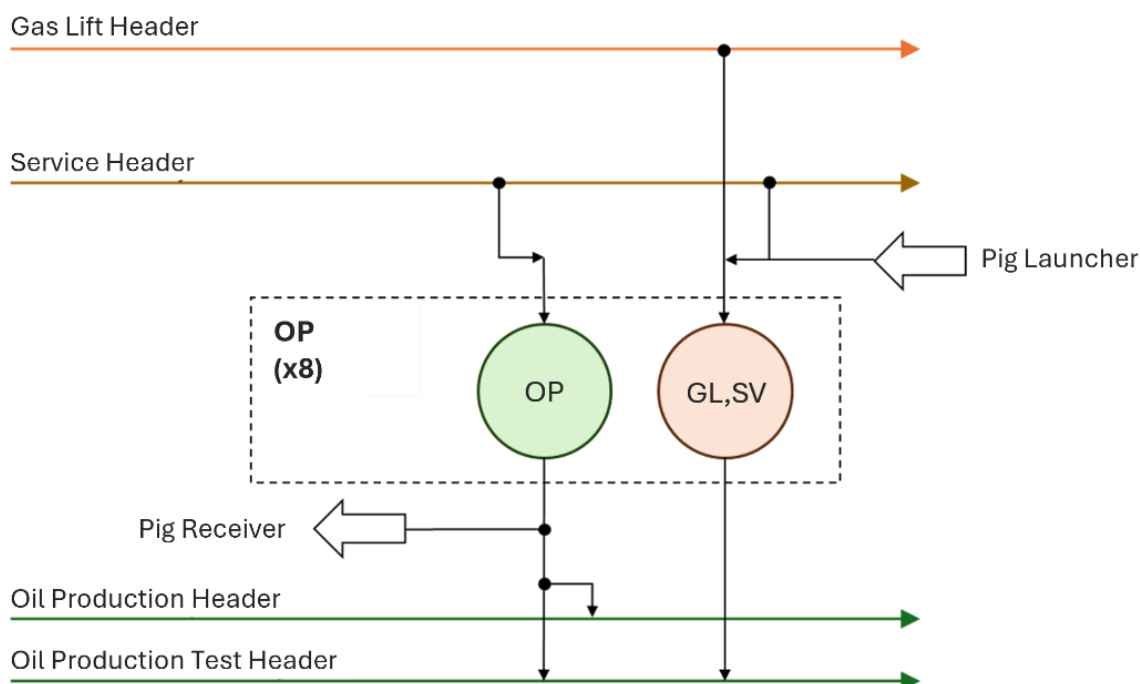 Gas Lift Header
Service Header
Pig Launcher
OP
(x8)
OP
GL,SV
Pig Receiver
Oil Production Header
Oil Production Test Header